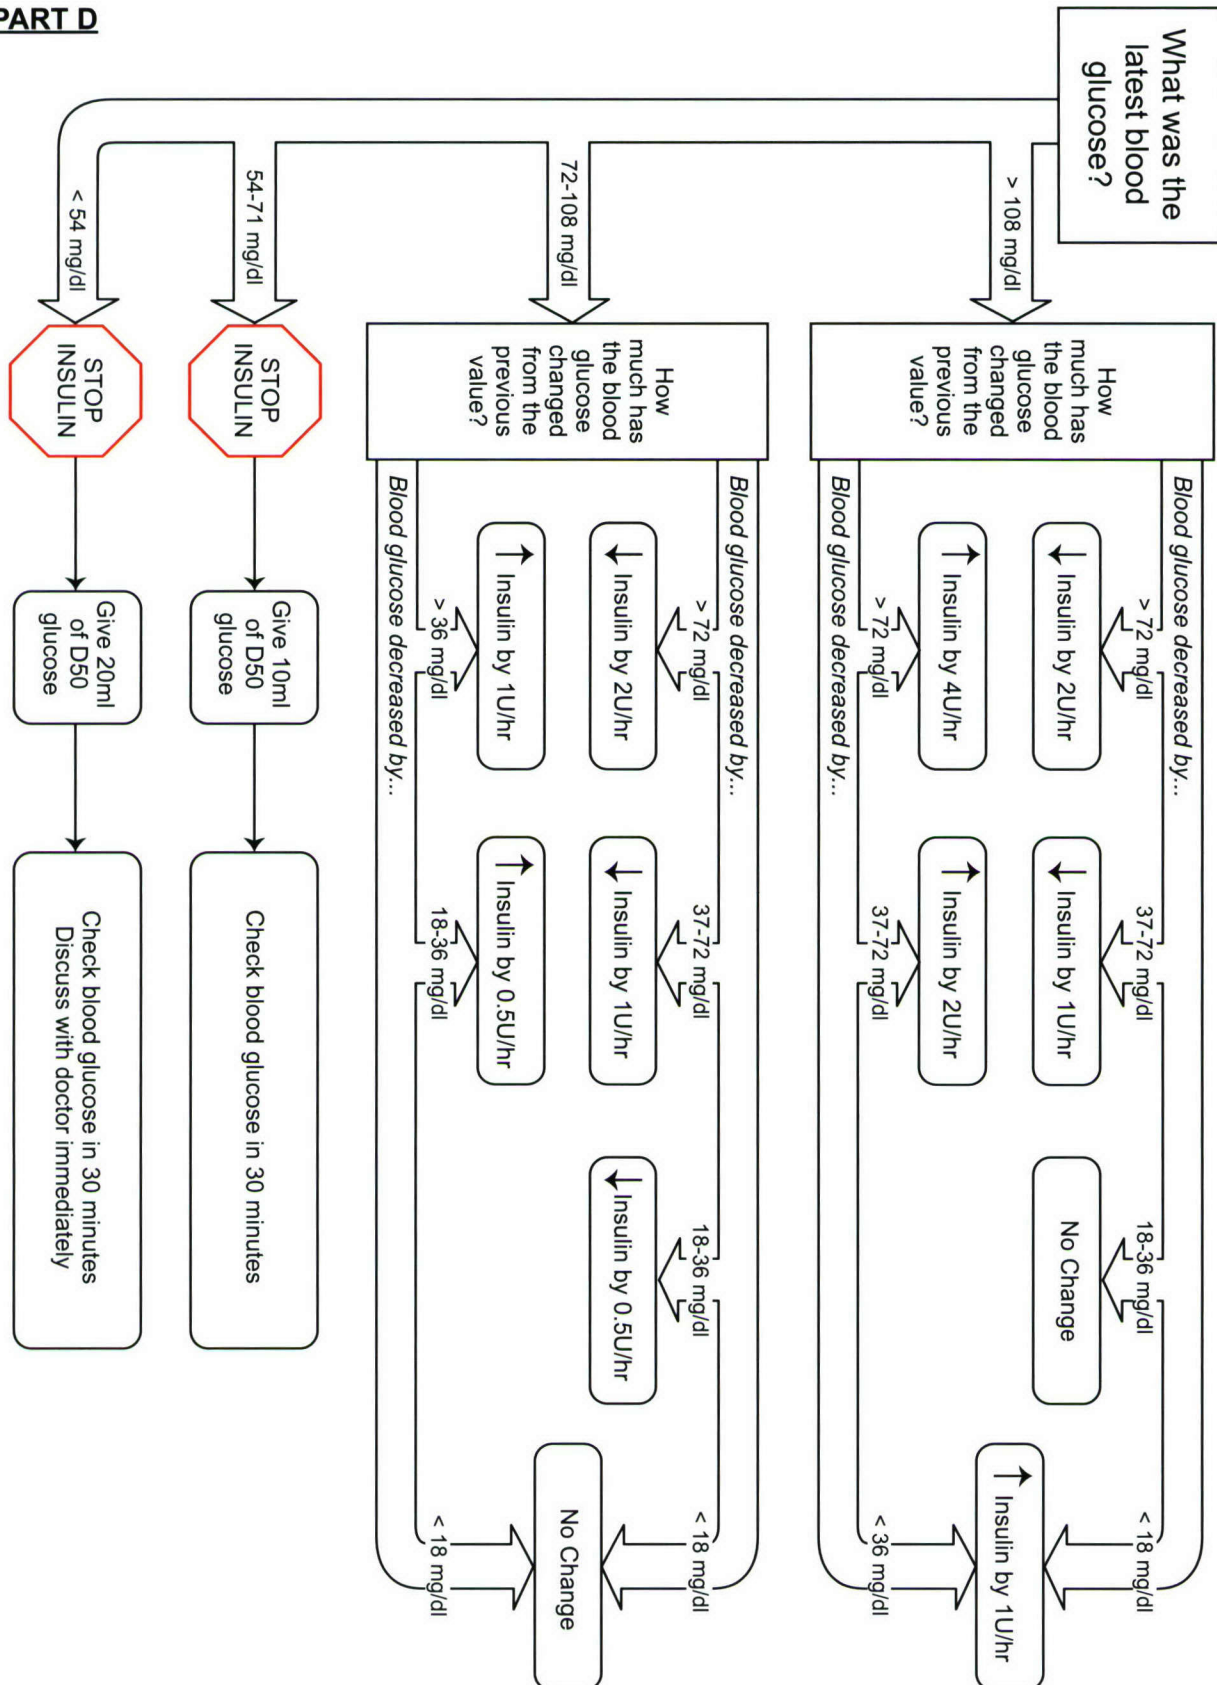 PART D
What was the
latest blood
glucose?
> 108 mg/dl
72-108 mg/dl
54-71 mg/dl
< 54 mg/dl
How
much has
the blood
glucose
changed
from the
previous
value?
Blood glucose decreased by...
> 72 mg/dl
37-72 mg/dl
18-36 mg/dl
< 18 mg/dl
↓ Insulin by 2U/hr
↓ Insulin by 1U/hr
No Change
↑ Insulin by 1U/hr
↑ Insulin by 4U/hr
↑ Insulin by 2U/hr
> 72 mg/dl
37-72 mg/dl
< 36 mg/dl
Blood glucose decreased by...
How
much has
the blood
glucose
changed
from the
previous
value?
Blood glucose decreased by...
> 72 mg/dl
37-72 mg/dl
18-36 mg/dl
< 18 mg/dl
↓ Insulin by 2U/hr
↓ Insulin by 1U/hr
↓ Insulin by 0.5U/hr
No Change
↑ Insulin by 1U/hr
↑ Insulin by 0.5U/hr
> 36 mg/dl
18-36 mg/dl
< 18 mg/dl
Blood glucose decreased by...
STOP
INSULIN
Give 10ml
of D50
glucose
Check blood glucose in 30 minutes
STOP
INSULIN
Give 20ml
of D50
glucose
Check blood glucose in 30 minutes
Discuss with doctor immediately